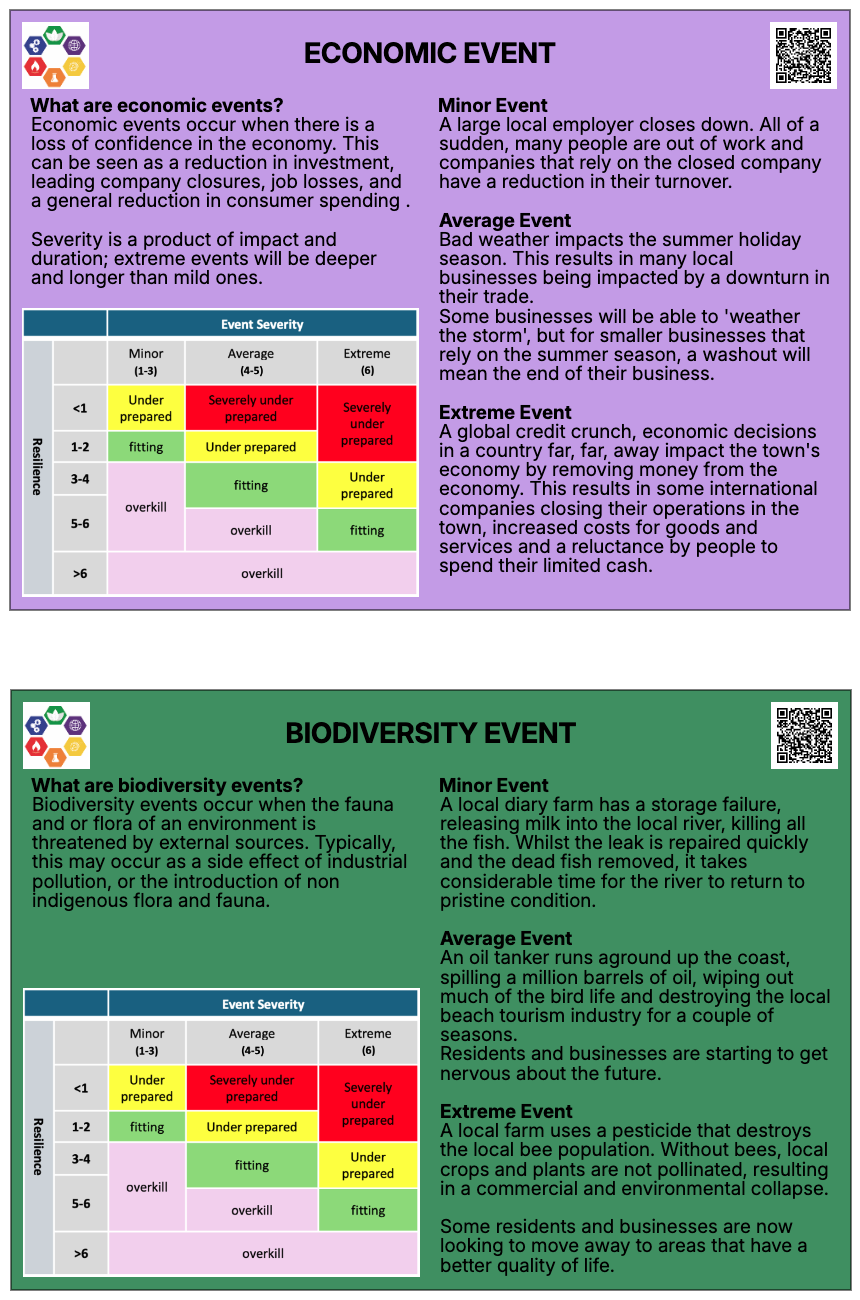 ECONOMIC EVENT
What are economic events?
Economic events occur when there is a
loss of confidence in the economy. This
can be seen as a reduction in investment,
leading company closures, job losses, and
a general reduction in consumer spending .
Severity is a product of impact and
duration; extreme events will be deeper
and longer than mild ones.
Event Severity
Minor
(1-3)
Average
(4-5)
Extreme
(6)
Resilience
<1
Under
prepared
Severely under
prepared
Severely
under
prepared
1-2
fitting
Under prepared
3-4
overkill
fitting
Under
prepared
5-6
overkill
fitting
>6
overkill
Minor Event
A large local employer closes down. All of a
sudden, many people are out of work and
companies that rely on the closed company
have a reduction in their turnover.
Average Event
Bad weather impacts the summer holiday
season. This results in many local
businesses being impacted by a downturn in
their trade.
Some businesses will be able to 'weather
the storm', but for smaller businesses that
rely on the summer season, a washout will
mean the end of their business.
Extreme Event
A global credit crunch, economic decisions
in a country far, far, away impact the town's
economy by removing money from the
economy. This results in some international
companies closing their operations in the
town, increased costs for goods and
services and a reluctance by people to
spend their limited cash.
BIODIVERSITY EVENT
What are biodiversity events?
Biodiversity events occur when the fauna
and or flora of an environment is
threatened by external sources. Typically,
this may occur as a side effect of industrial
pollution, or the introduction of non
indigenous flora and fauna.
Event Severity
Minor
(1-3)
Average
(4-5)
Extreme
(6)
Resilience
<1
Under
prepared
Severely under
prepared
Severely
under
prepared
1-2
fitting
Under prepared
3-4
overkill
fitting
Under
prepared
5-6
overkill
fitting
>6
overkill
Minor Event
A local diary farm has a storage failure,
releasing milk into the local river, killing all
the fish. Whilst the leak is repaired quickly
and the dead fish removed, it takes
considerable time for the river to return to
pristine condition.
Average Event
An oil tanker runs aground up the coast,
spilling a million barrels of oil, wiping out
much of the bird life and destroying the local
beach tourism industry for a couple of
seasons.
Residents and businesses are starting to get
nervous about the future.
Extreme Event
A local farm uses a pesticide that destroys
the local bee population. Without bees, local
crops and plants are not pollinated, resulting
in a commercial and environmental collapse.
Some residents and businesses are now
looking to move away to areas that have a
better quality of life.